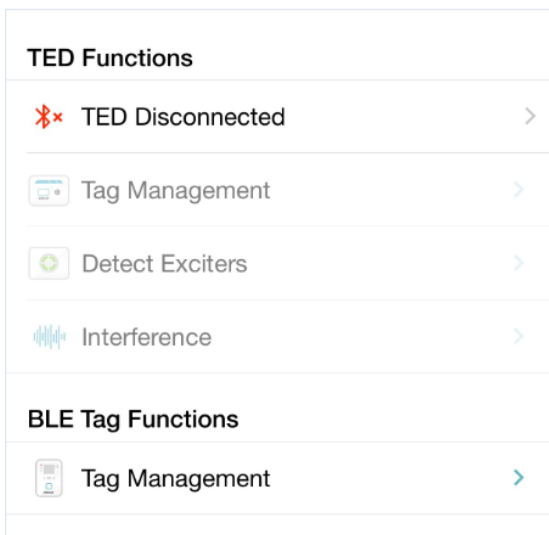 TED Functions
TED Disconnected
Tag Management
Detect Exciters
Interference
BLE Tag Functions
Tag Management